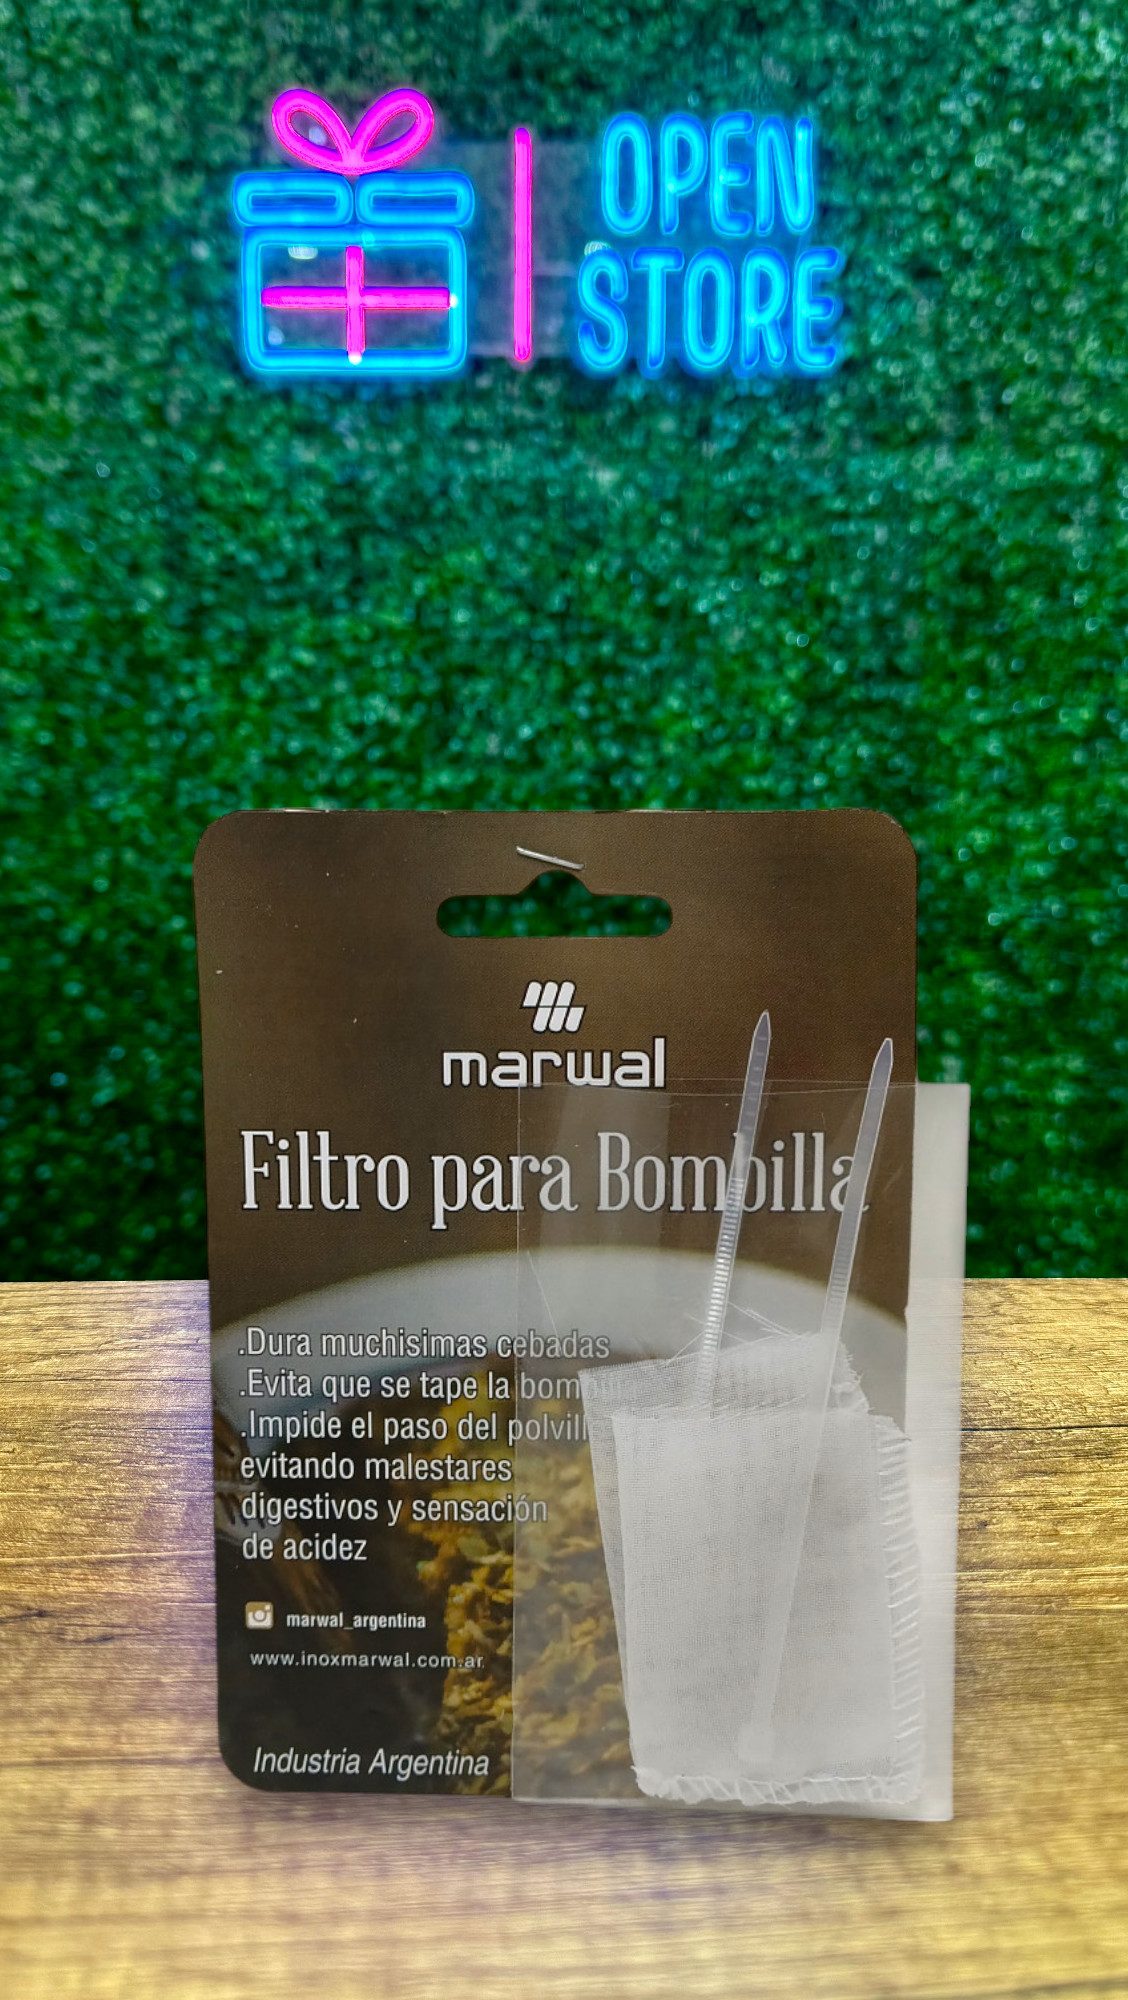 OPEN
STORE
marwal
Filtro para Bombilla
.Dura muchisimas cebadas
.Evita que se tape la
.Impide el paso del
evitando malestares
digestivos y sensación
de acidez
marwal_argentina
www.inoxmarwal.com.ar
Industria Argentina